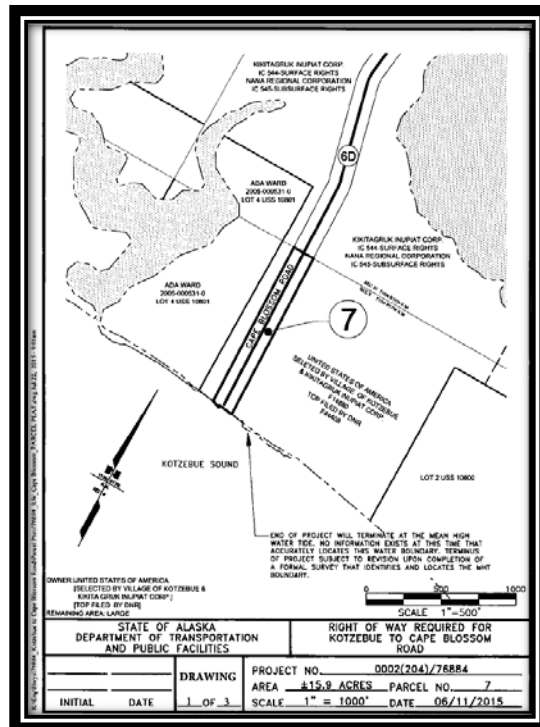 KIKITAGRUK INUPIAT CORP.
IC 544-SURFACE RIGHTS
NANA REGIONAL CORPORATION
IC 545-SUBSURFACE RIGHTS
6D
ADA WARD
2005-000531-0
LOT 4 USS 10801
KIKITAGRUK INUPIAT CORP.
IC 544-SURFACE RIGHTS
NANA REGIONAL CORPORATION
IC 545-SUBSURFACE RIGHTS
ADA WARD
2005-000531-0
LOT 4 USS 10801
CAPE BLOSSOM ROAD
7
UNITED STATES OF AMERICA
SELETED BY VILLAGE OF KOTZEBUE
& KIKITAGRUK INUPIAT CORP.
TOP FILED BY DNR
KOTZEBUE SOUND
LOT 2 USS 10800
END OF PROJECT WILL TERMINATE AT THE MEAN HIGH
WATER TIDE. NO INFORMATION EXISTS AT THIS TIME THAT
ACCURATELY LOCATES THIS WATER BOUNDARY. TERMINUS
OF PROJECT SUBJECT TO REVISION UPON COMPLETION OF
A FORMAL SURVEY THAT IDENTIFIES AND LOCATES THE MHT
BOUNDARY.
OWNER:UNITED STATES OF AMERICA
[SELECTED BY VILLAGE OF KOTZEBUE &
KIKITA GRUK INUPIAT CORP.]
[TOP FILED BY DNR]
REMAINING AREA: LARGE
0 500 1000
SCALE 1"=500'
STATE OF ALASKA
DEPARTMENT OF TRANSPORTATION
AND PUBLIC FACILITIES
RIGHT OF WAY REQUIRED FOR
KOTZEBUE TO CAPE BLOSSOM
ROAD
INITIAL DATE
DRAWING
1 OF 3
PROJECT NO. 0002(204)/76884
AREA ±15.9 ACRES PARCEL NO. 7
SCALE 1" = 1000' DATE 06/11/2015